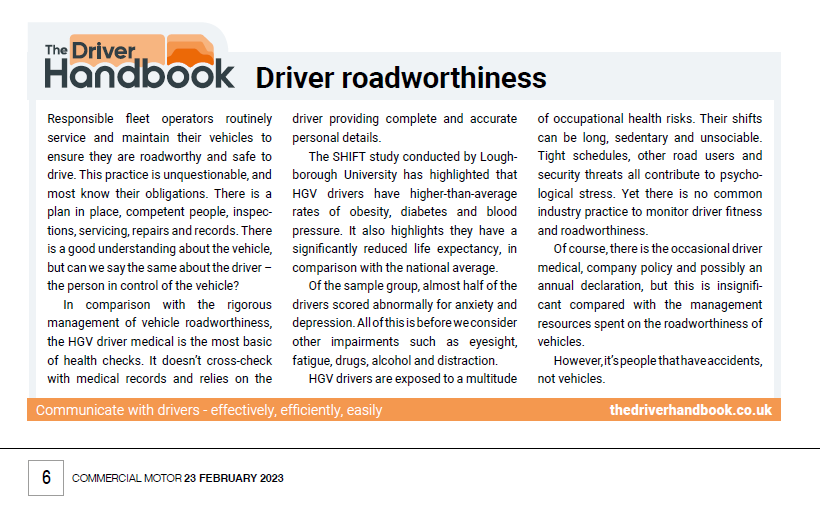 The Driver
Handbook
Driver roadworthiness
Responsible fleet operators routinely
service and maintain their vehicles to
ensure they are roadworthy and safe to
drive. This practice is unquestionable, and
most know their obligations. There is a
plan in place, competent people, inspec-
tions, servicing, repairs and records. There
is a good understanding about the vehicle,
but can we say the same about the driver –
the person in control of the vehicle?
In comparison with the rigorous
management of vehicle roadworthiness,
the HGV driver medical is the most basic
of health checks. It doesn't cross-check
with medical records and relies on the
driver providing complete and accurate
personal details.
The SHIFT study conducted by Lough-
borough University has highlighted that
HGV drivers have higher-than-average
rates of obesity, diabetes and blood
pressure. It also highlights they have a
significantly reduced life expectancy, in
comparison with the national average.
Of the sample group, almost half of the
drivers scored abnormally for anxiety and
depression. All of this is before we consider
other impairments such as eyesight,
fatigue, drugs, alcohol and distraction.
HGV drivers are exposed to a multitude
of occupational health risks. Their shifts
can be long, sedentary and unsociable.
Tight schedules, other road users and
security threats all contribute to psycho-
logical stress. Yet there is no common
industry practice to monitor driver fitness
and roadworthiness.
Of course, there is the occasional driver
medical, company policy and possibly an
annual declaration, but this is insignifi-
cant compared with the management
resources spent on the roadworthiness of
vehicles.
However, it's people that have accidents,
not vehicles.
Communicate with drivers - effectively, efficiently, easily
thedriverhandbook.co.uk
6 COMMERCIAL MOTOR 23 FEBRUARY 2023